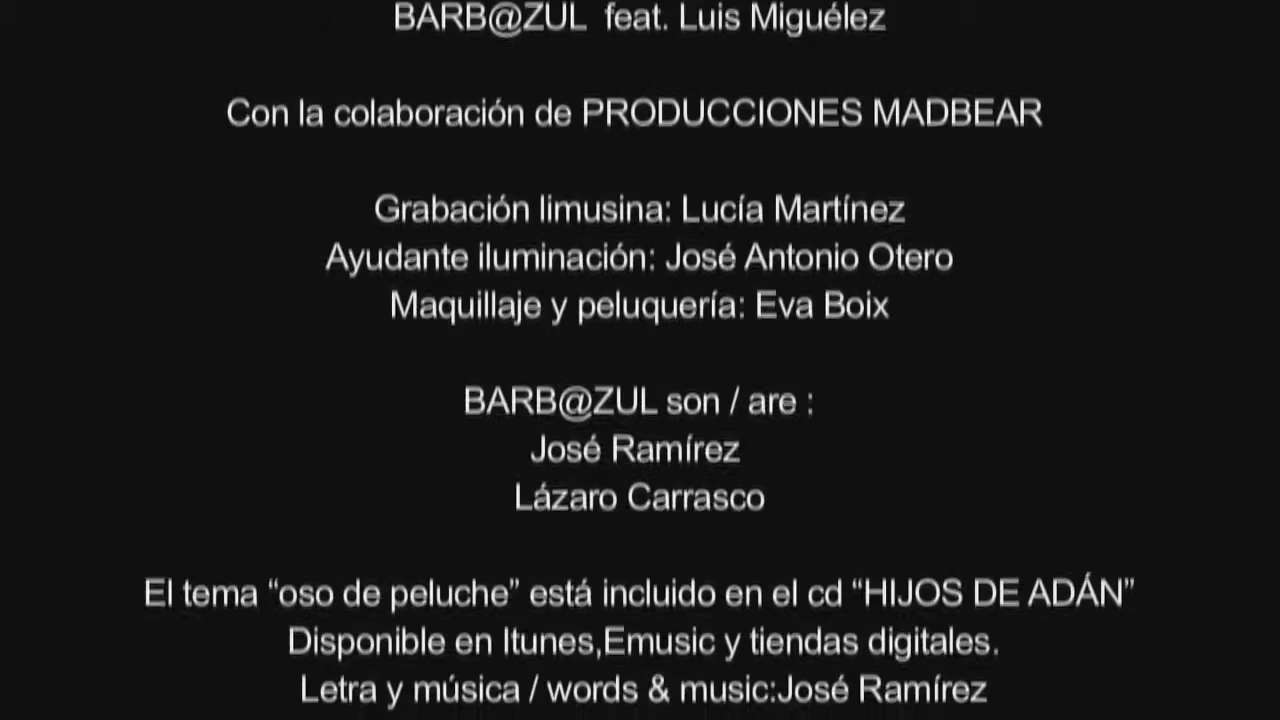 BARB@ZUL feat. Luis Miguélez
Con la colaboración de PRODUCCIONES MADBEAR
Grabación limusina: Lucía Martínez
Ayudante iluminación: José Antonio Otero
Maquillaje y peluquería: Eva Boix
BARB@ZUL son / are :
José Ramírez
Lázaro Carrasco
El tema “oso de peluche” está incluido en el cd “HIJOS DE ADÁN”
Disponible en Itunes,Emusic y tiendas digitales.
Letra y música / words & music:José Ramírez